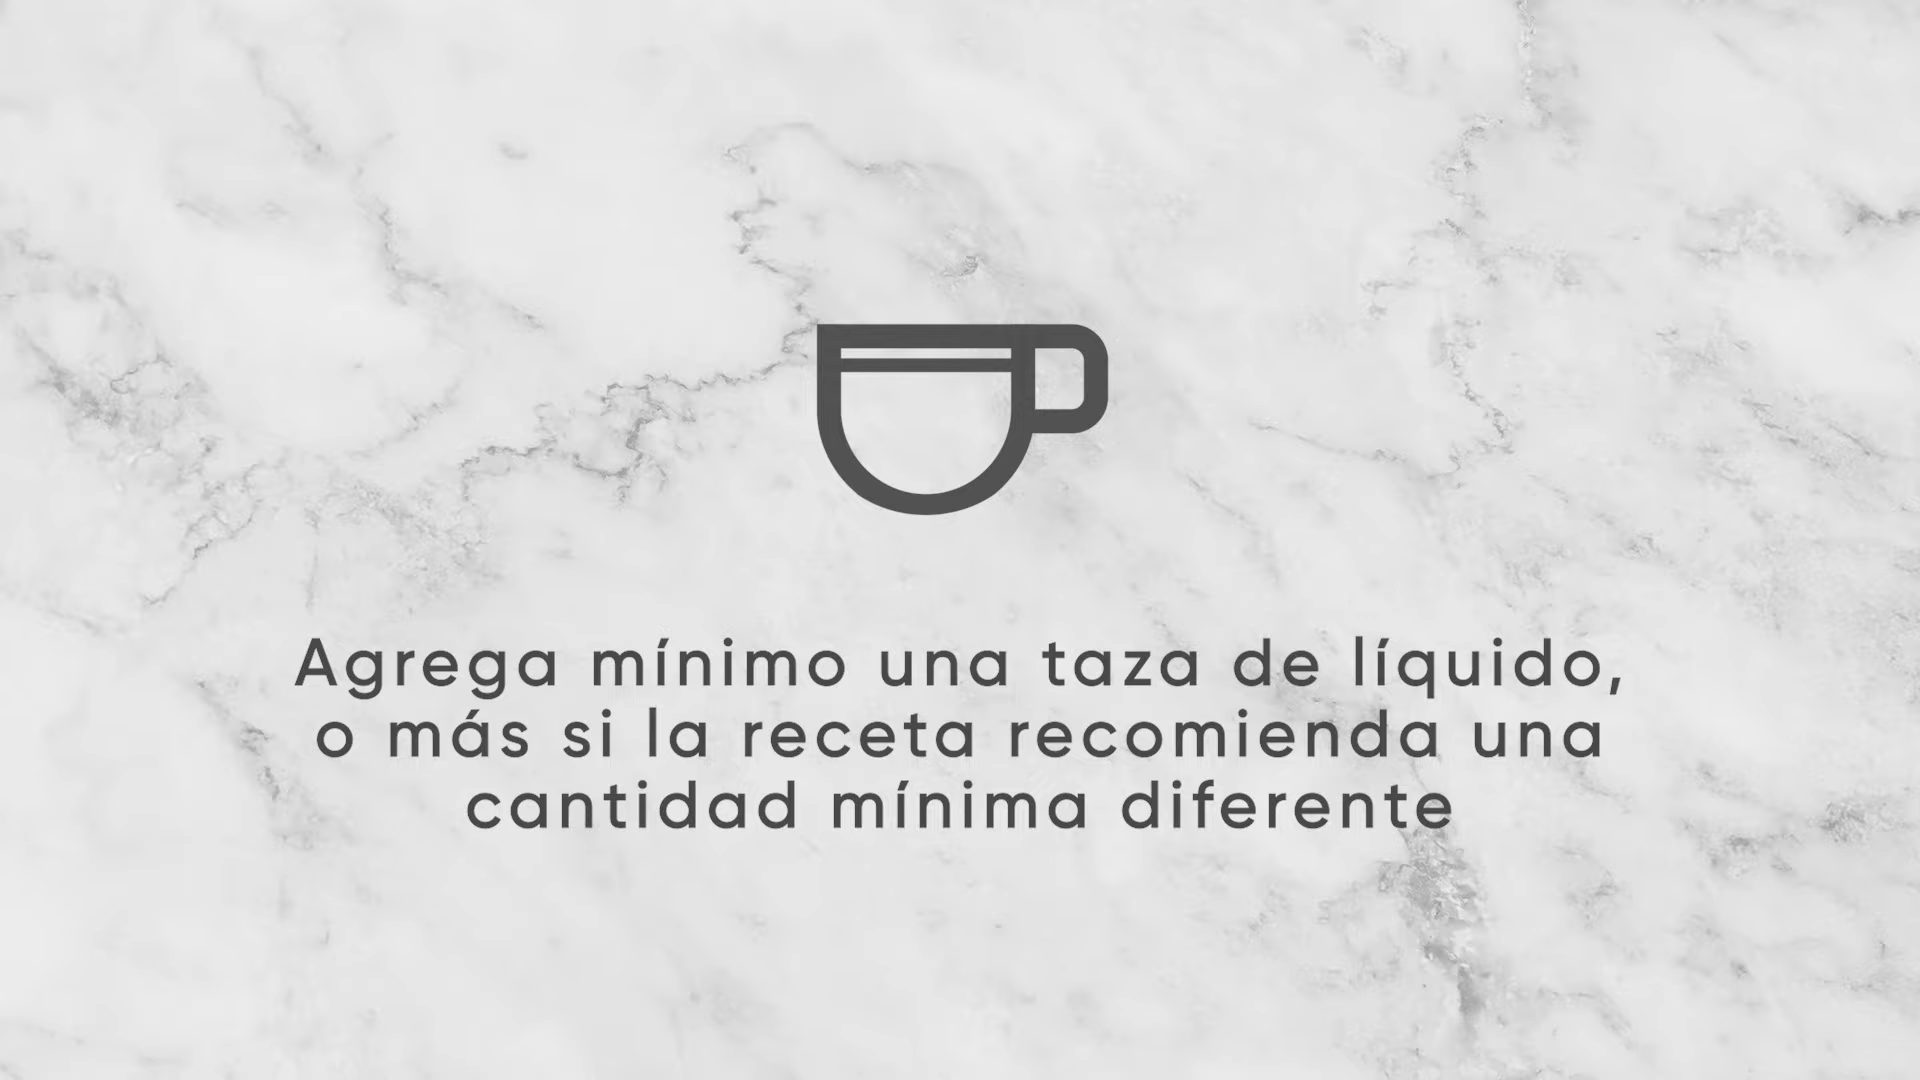 Agrega mínimo una taza de líquido,
o más si la receta recomienda una
cantidad mínima diferente